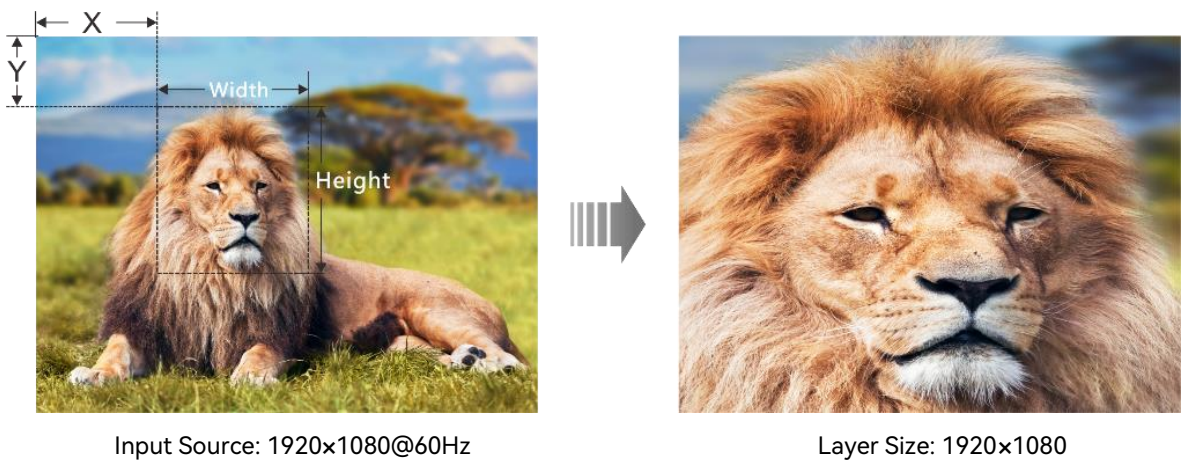 X
Y
Width
Height
Input Source: 1920×1080@60Hz
Layer Size: 1920×1080